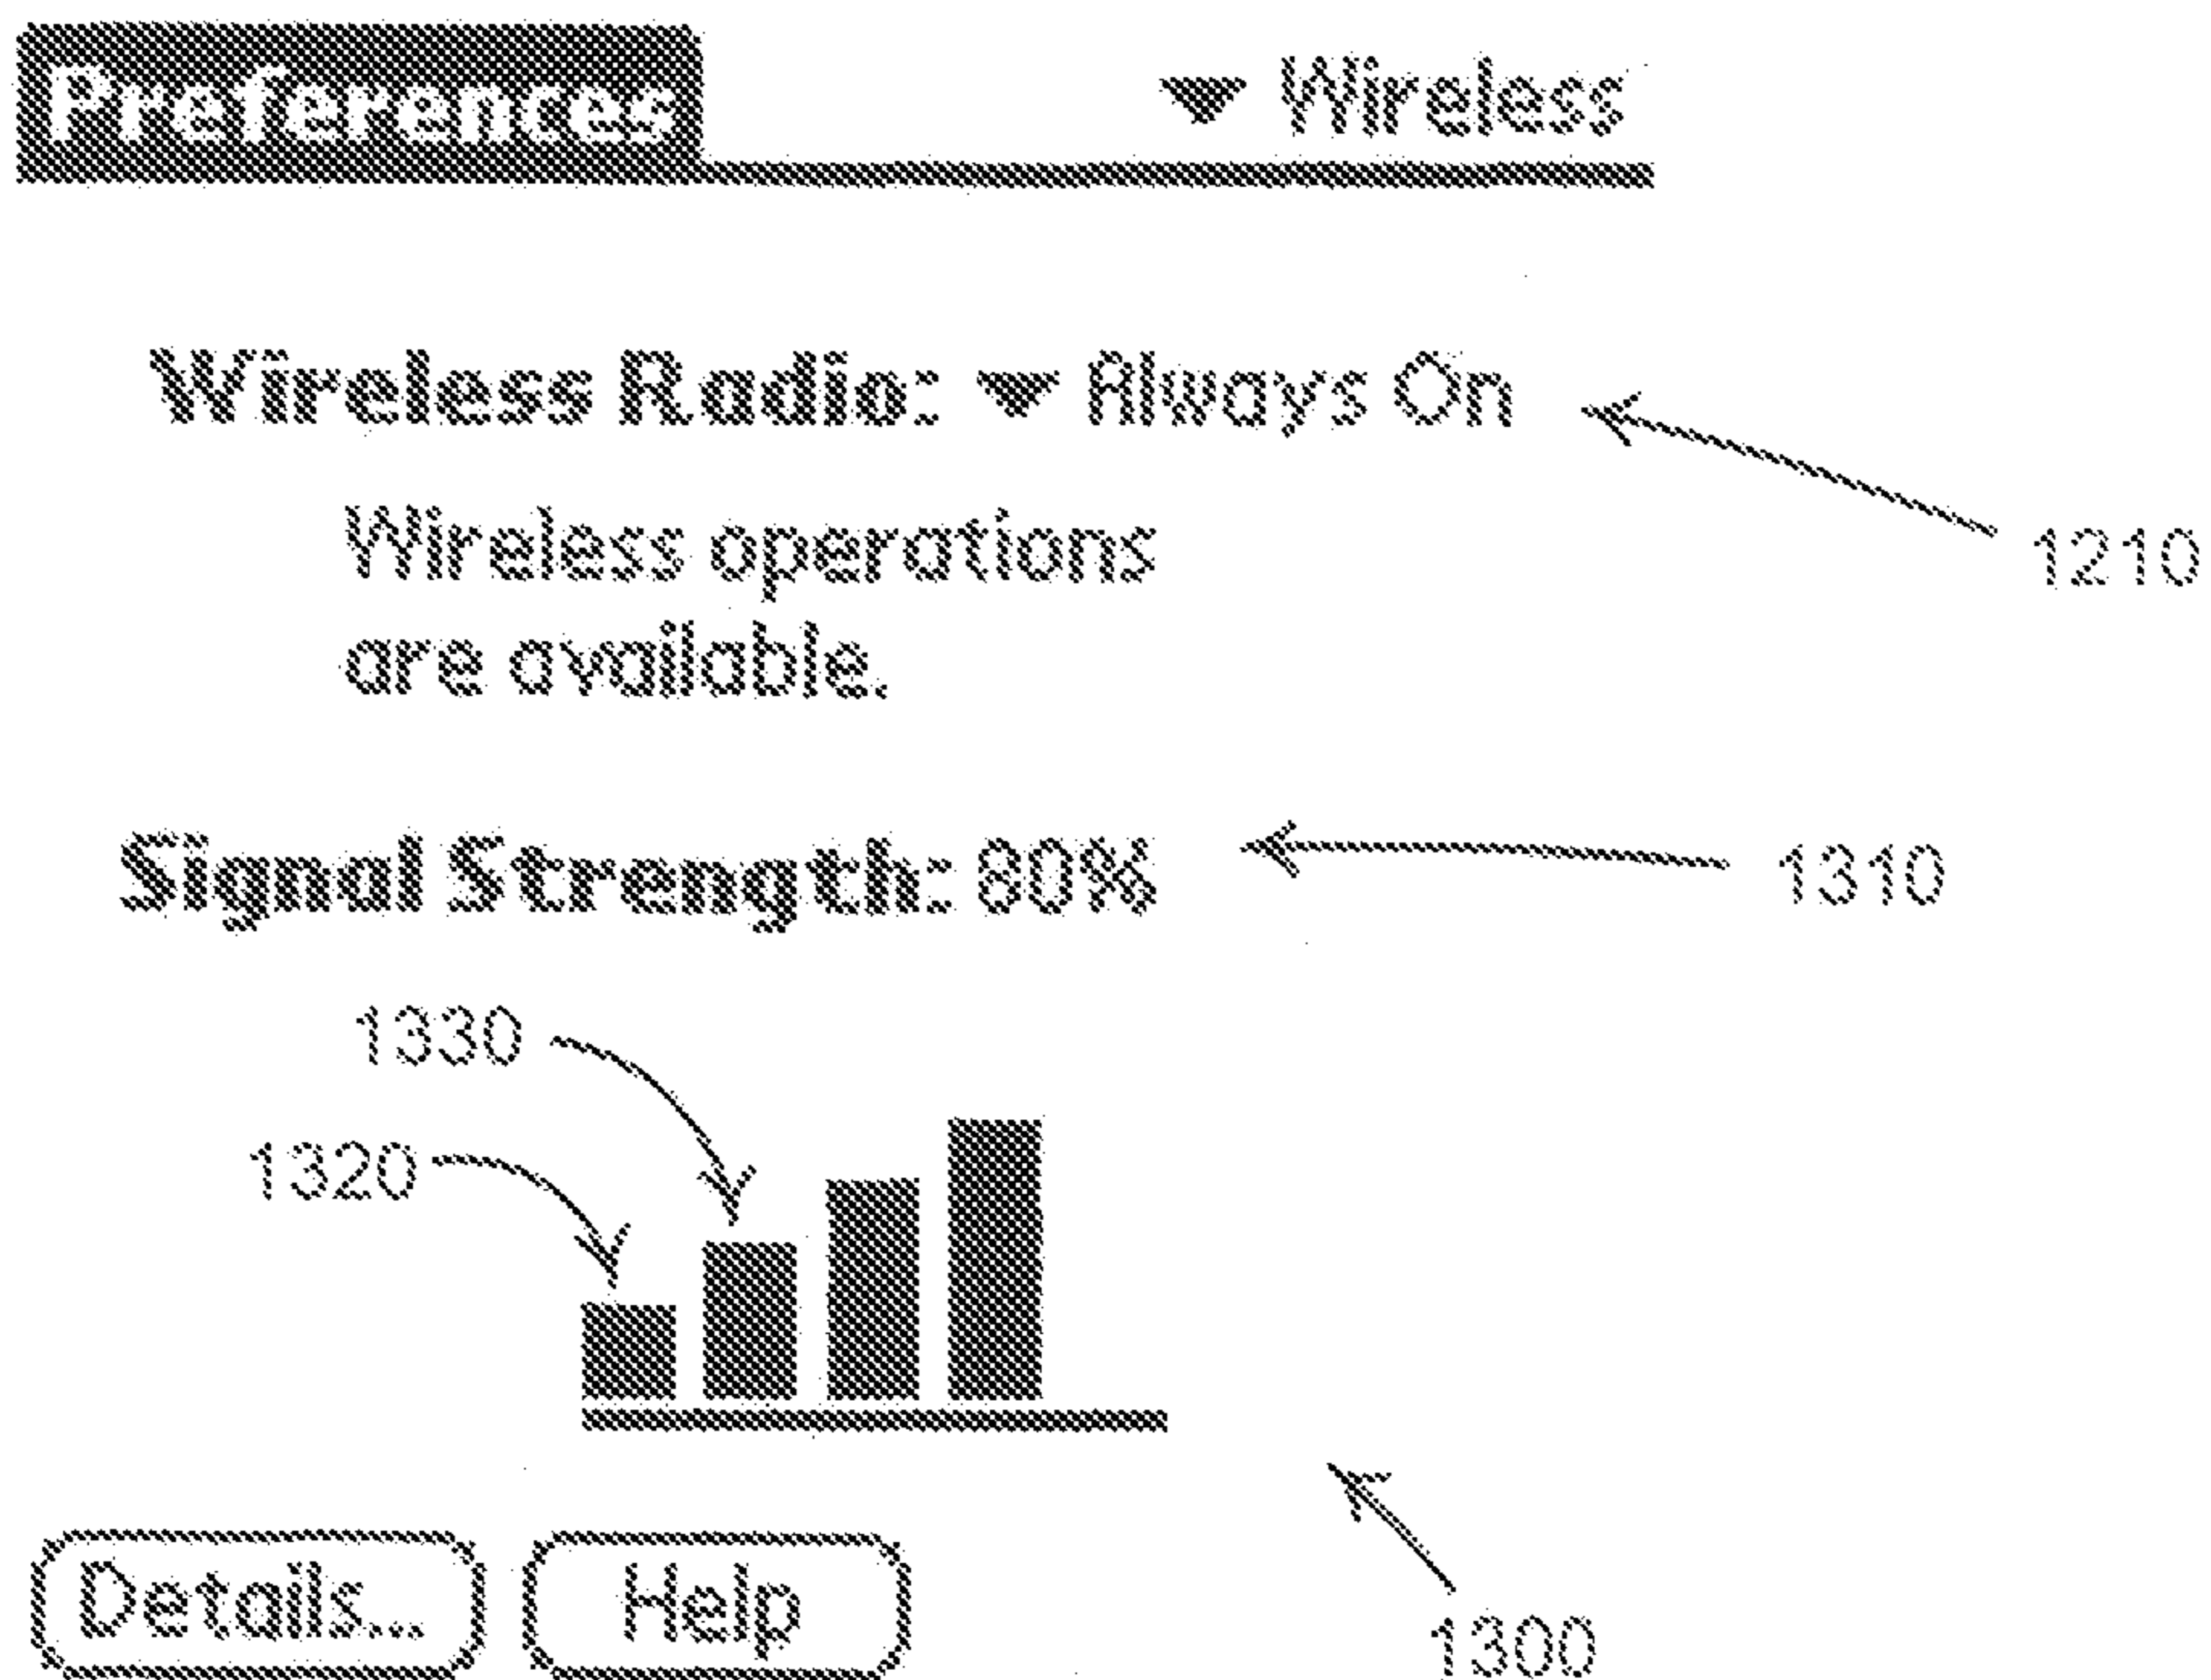 Preferences ▼ Wireless
Wireless Radio: ▼ Always On
1210
Wireless operations
are available.
Signal Strength: 80%
1310
1330
1320
Details... Help
1300